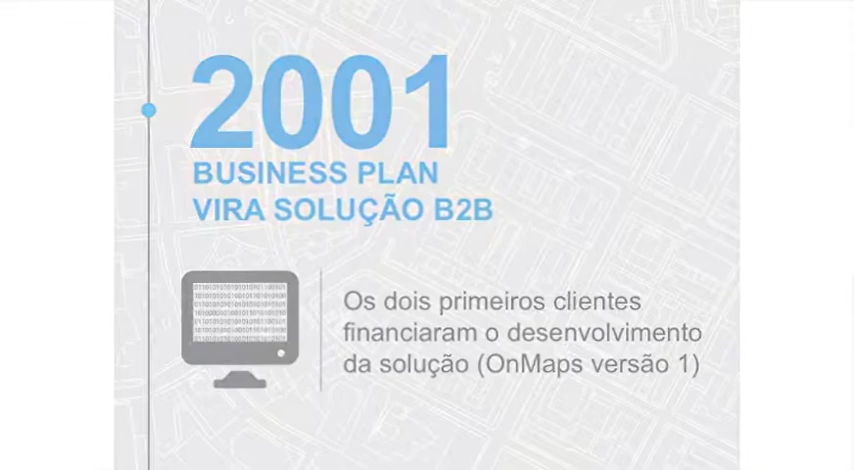 2001
BUSINESS PLAN
VIRA SOLUÇÃO B2B
Os dois primeiros clientes
financiaram o desenvolvimento
da solução (OnMaps versão 1)